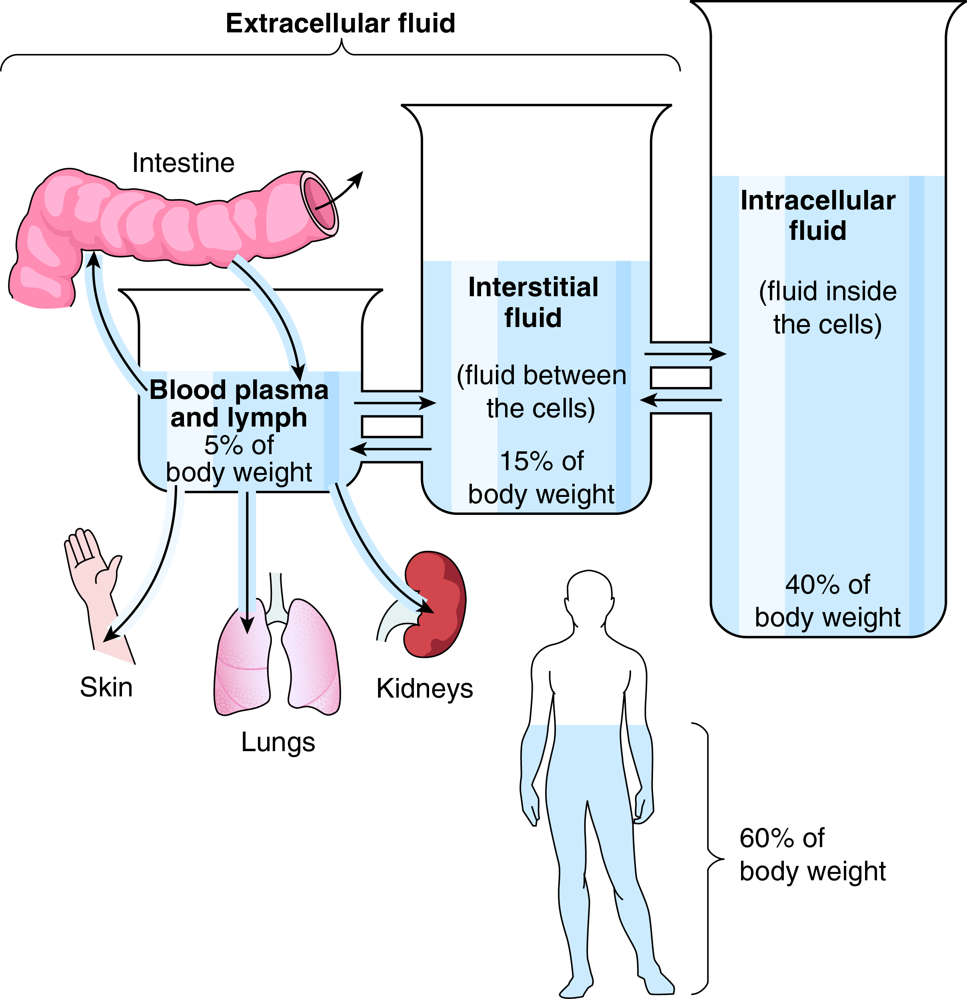 Extracellular fluid
Intestine
Blood plasma
and lymph
5% of
body weight
Interstitial
fluid
(fluid between
the cells)
15% of
body weight
Intracellular
fluid
(fluid inside
the cells)
40% of
body weight
Skin
Lungs
Kidneys
60% of
body weight